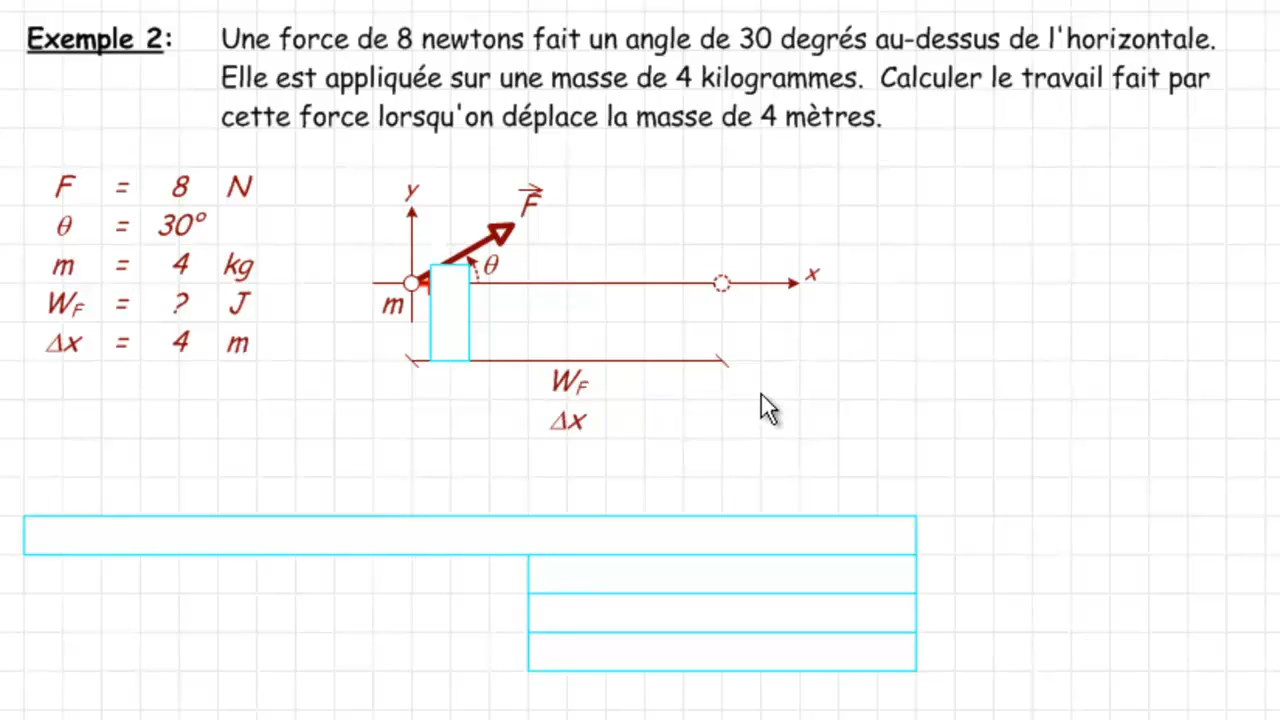 Exemple 2: Une force de 8 newtons fait un angle de 30 degrés au-dessus de l'horizontale.
Elle est appliquée sur une masse de 4 kilogrammes. Calculer le travail fait par
cette force lorsqu'on déplace la masse de 4 mètres.
F = 8 N
θ = 30°
m = 4 kg
W_F = ? J
Δx = 4 m
y
F
θ
x
m
W_F
Δx